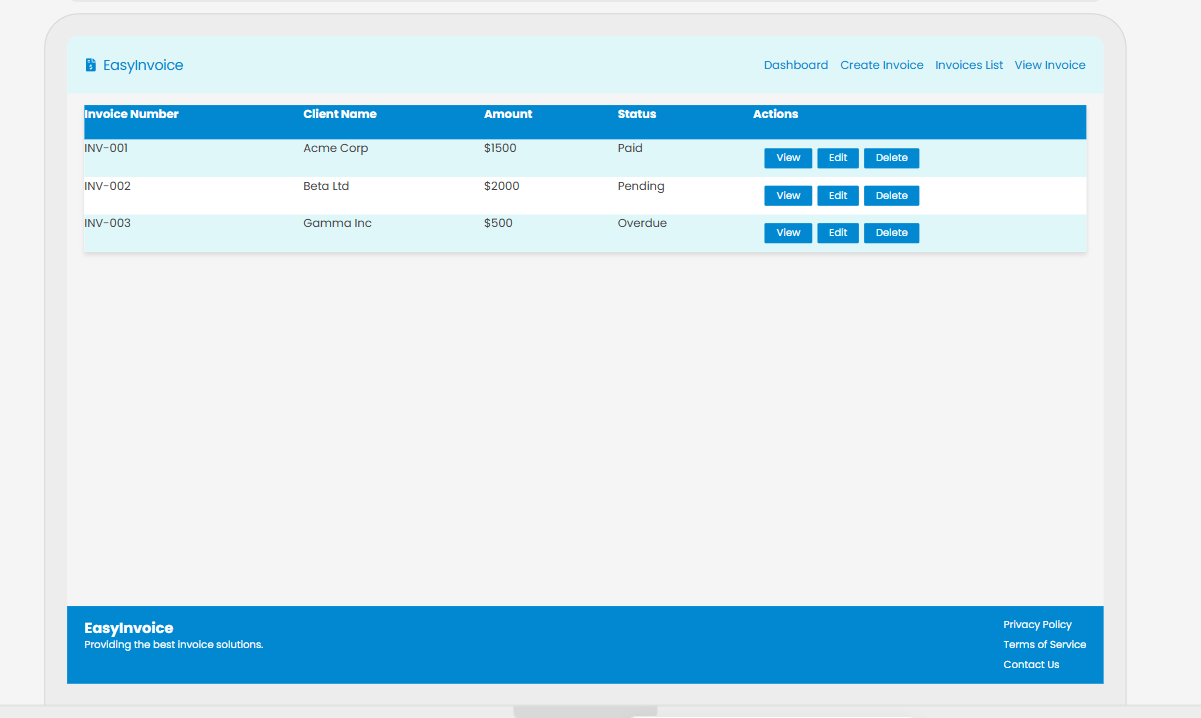 EasyInvoice Dashboard Create Invoice Invoices List View Invoice
Invoice Number Client Name Amount Status Actions
INV-001 Acme Corp $1500 Paid View Edit Delete
INV-002 Beta Ltd $2000 Pending View Edit Delete
INV-003 Gamma Inc $500 Overdue View Edit Delete
EasyInvoice
Providing the best invoice solutions.
Privacy Policy
Terms of Service
Contact Us